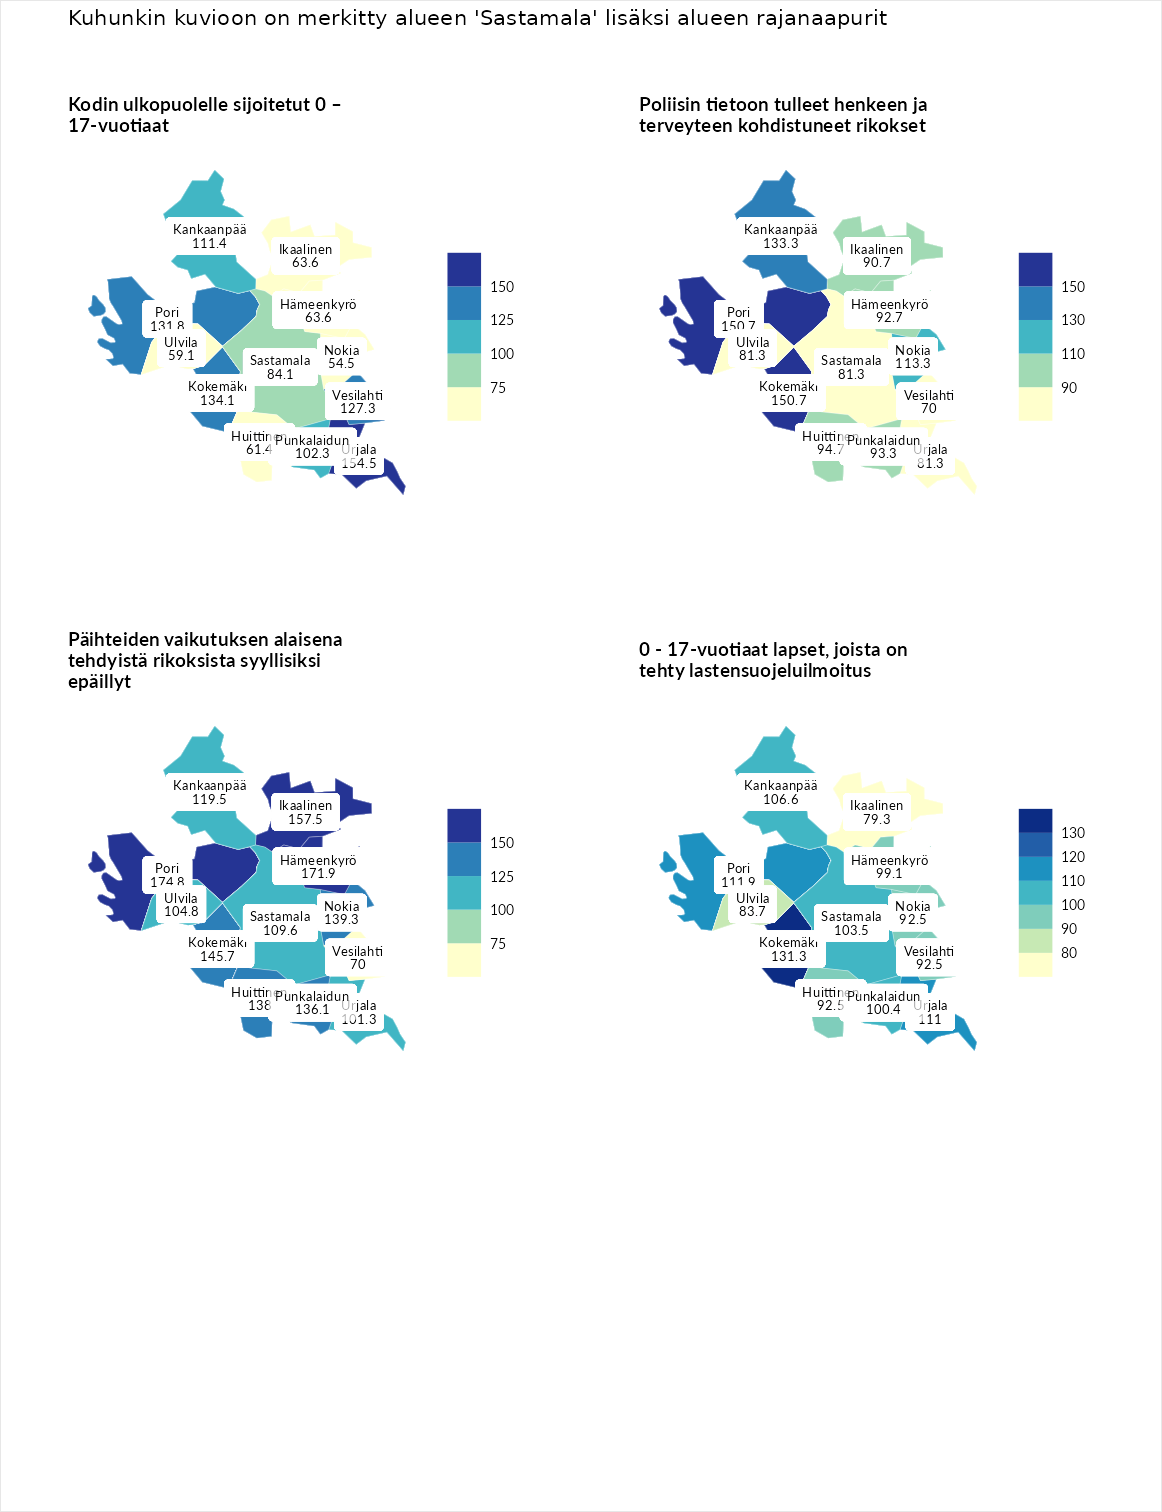 Kuhunkin kuvioon on merkitty alueen 'Sastamala' lisäksi alueen rajanaapurit
Kodin ulkopuolelle sijoitetut 0 –
17-vuotiaat
Kankaanpää
111.4
Ikaalinen
63.6
Hämeenkyrö
63.6
Pori
131.8
Ulvila
59.1
Nokia
54.5
Sastamala
84.1
Kokemäki
134.1
Vesilahti
127.3
Huittinen
61.4
Punkalaidun
102.3
Urjala
154.5
150
125
100
75
Poliisin tietoon tulleet henkeen ja
terveyteen kohdistuneet rikokset
Kankaanpää
133.3
Ikaalinen
90.7
Hämeenkyrö
92.7
Pori
150.7
Ulvila
81.3
Nokia
113.3
Sastamala
81.3
Kokemäki
150.7
Vesilahti
70
Huittinen
94.7
Punkalaidun
93.3
Urjala
81.3
150
130
110
90
Päihteiden vaikutuksen alaisena
tehdyistä rikoksista syyllisiksi
epäillyt
Kankaanpää
119.5
Ikaalinen
157.5
Hämeenkyrö
171.9
Pori
174.8
Ulvila
104.8
Nokia
139.3
Sastamala
109.6
Kokemäki
145.7
Vesilahti
70
Huittinen
138
Punkalaidun
136.1
Urjala
101.3
150
125
100
75
0 - 17-vuotiaat lapset, joista on
tehty lastensuojeluilmoitus
Kankaanpää
106.6
Ikaalinen
79.3
Hämeenkyrö
99.1
Pori
111.9
Ulvila
83.7
Nokia
92.5
Sastamala
103.5
Kokemäki
131.3
Vesilahti
92.5
Huittinen
92.5
Punkalaidun
100.4
Urjala
111
130
120
110
100
90
80